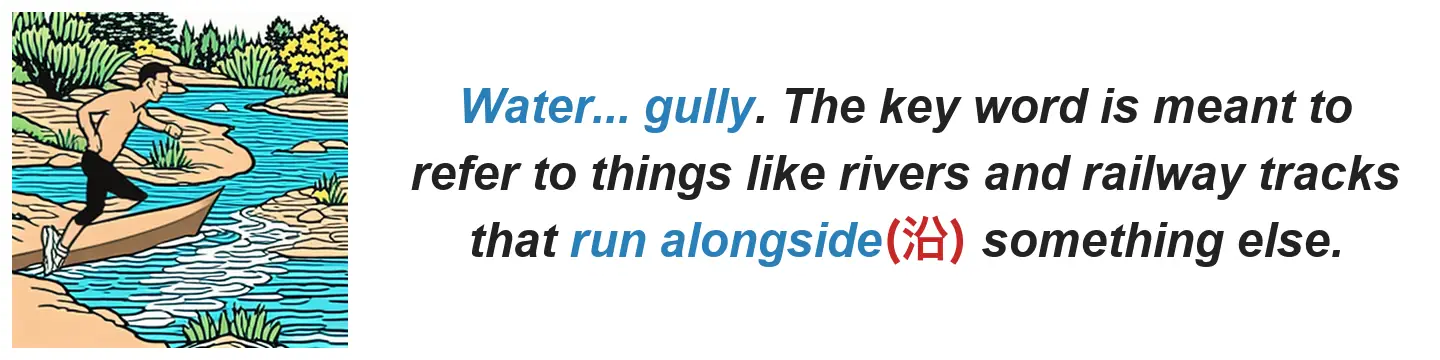 Water... gully. The key word is meant to
refer to things like rivers and railway tracks
that run alongside(沿) something else.